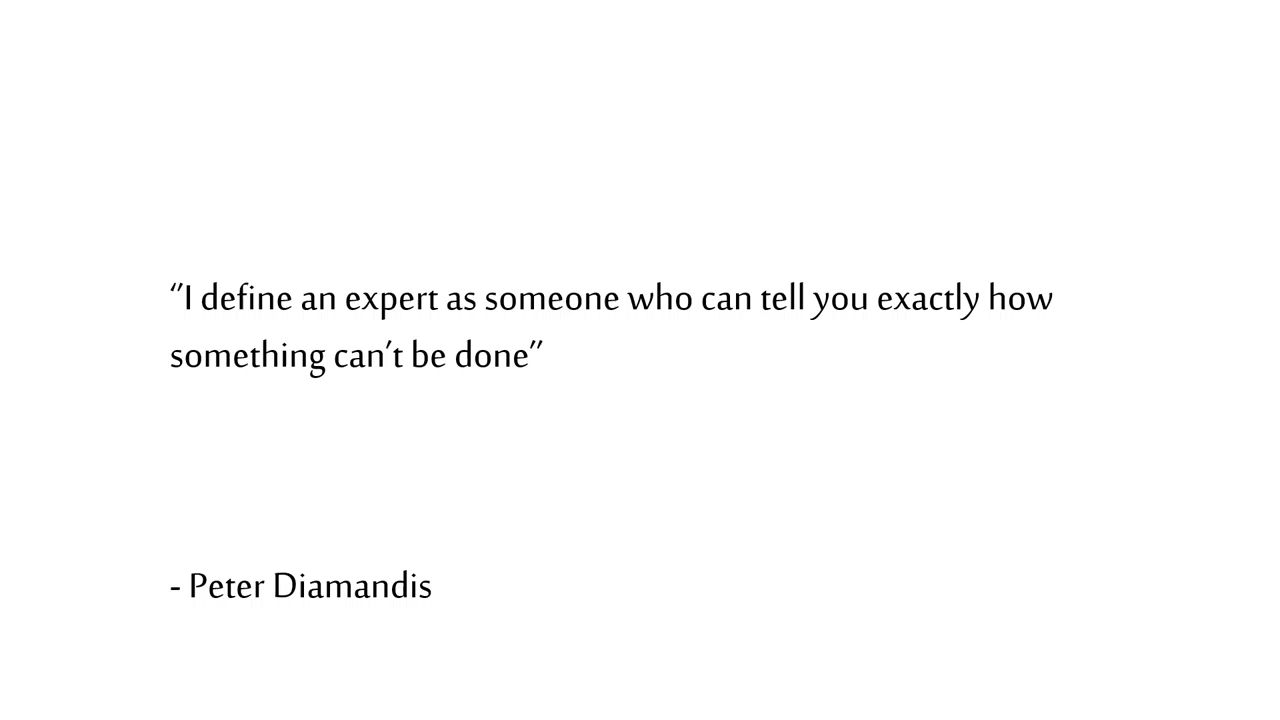 “I define an expert as someone who can tell you exactly how
something can’t be done”
- Peter Diamandis